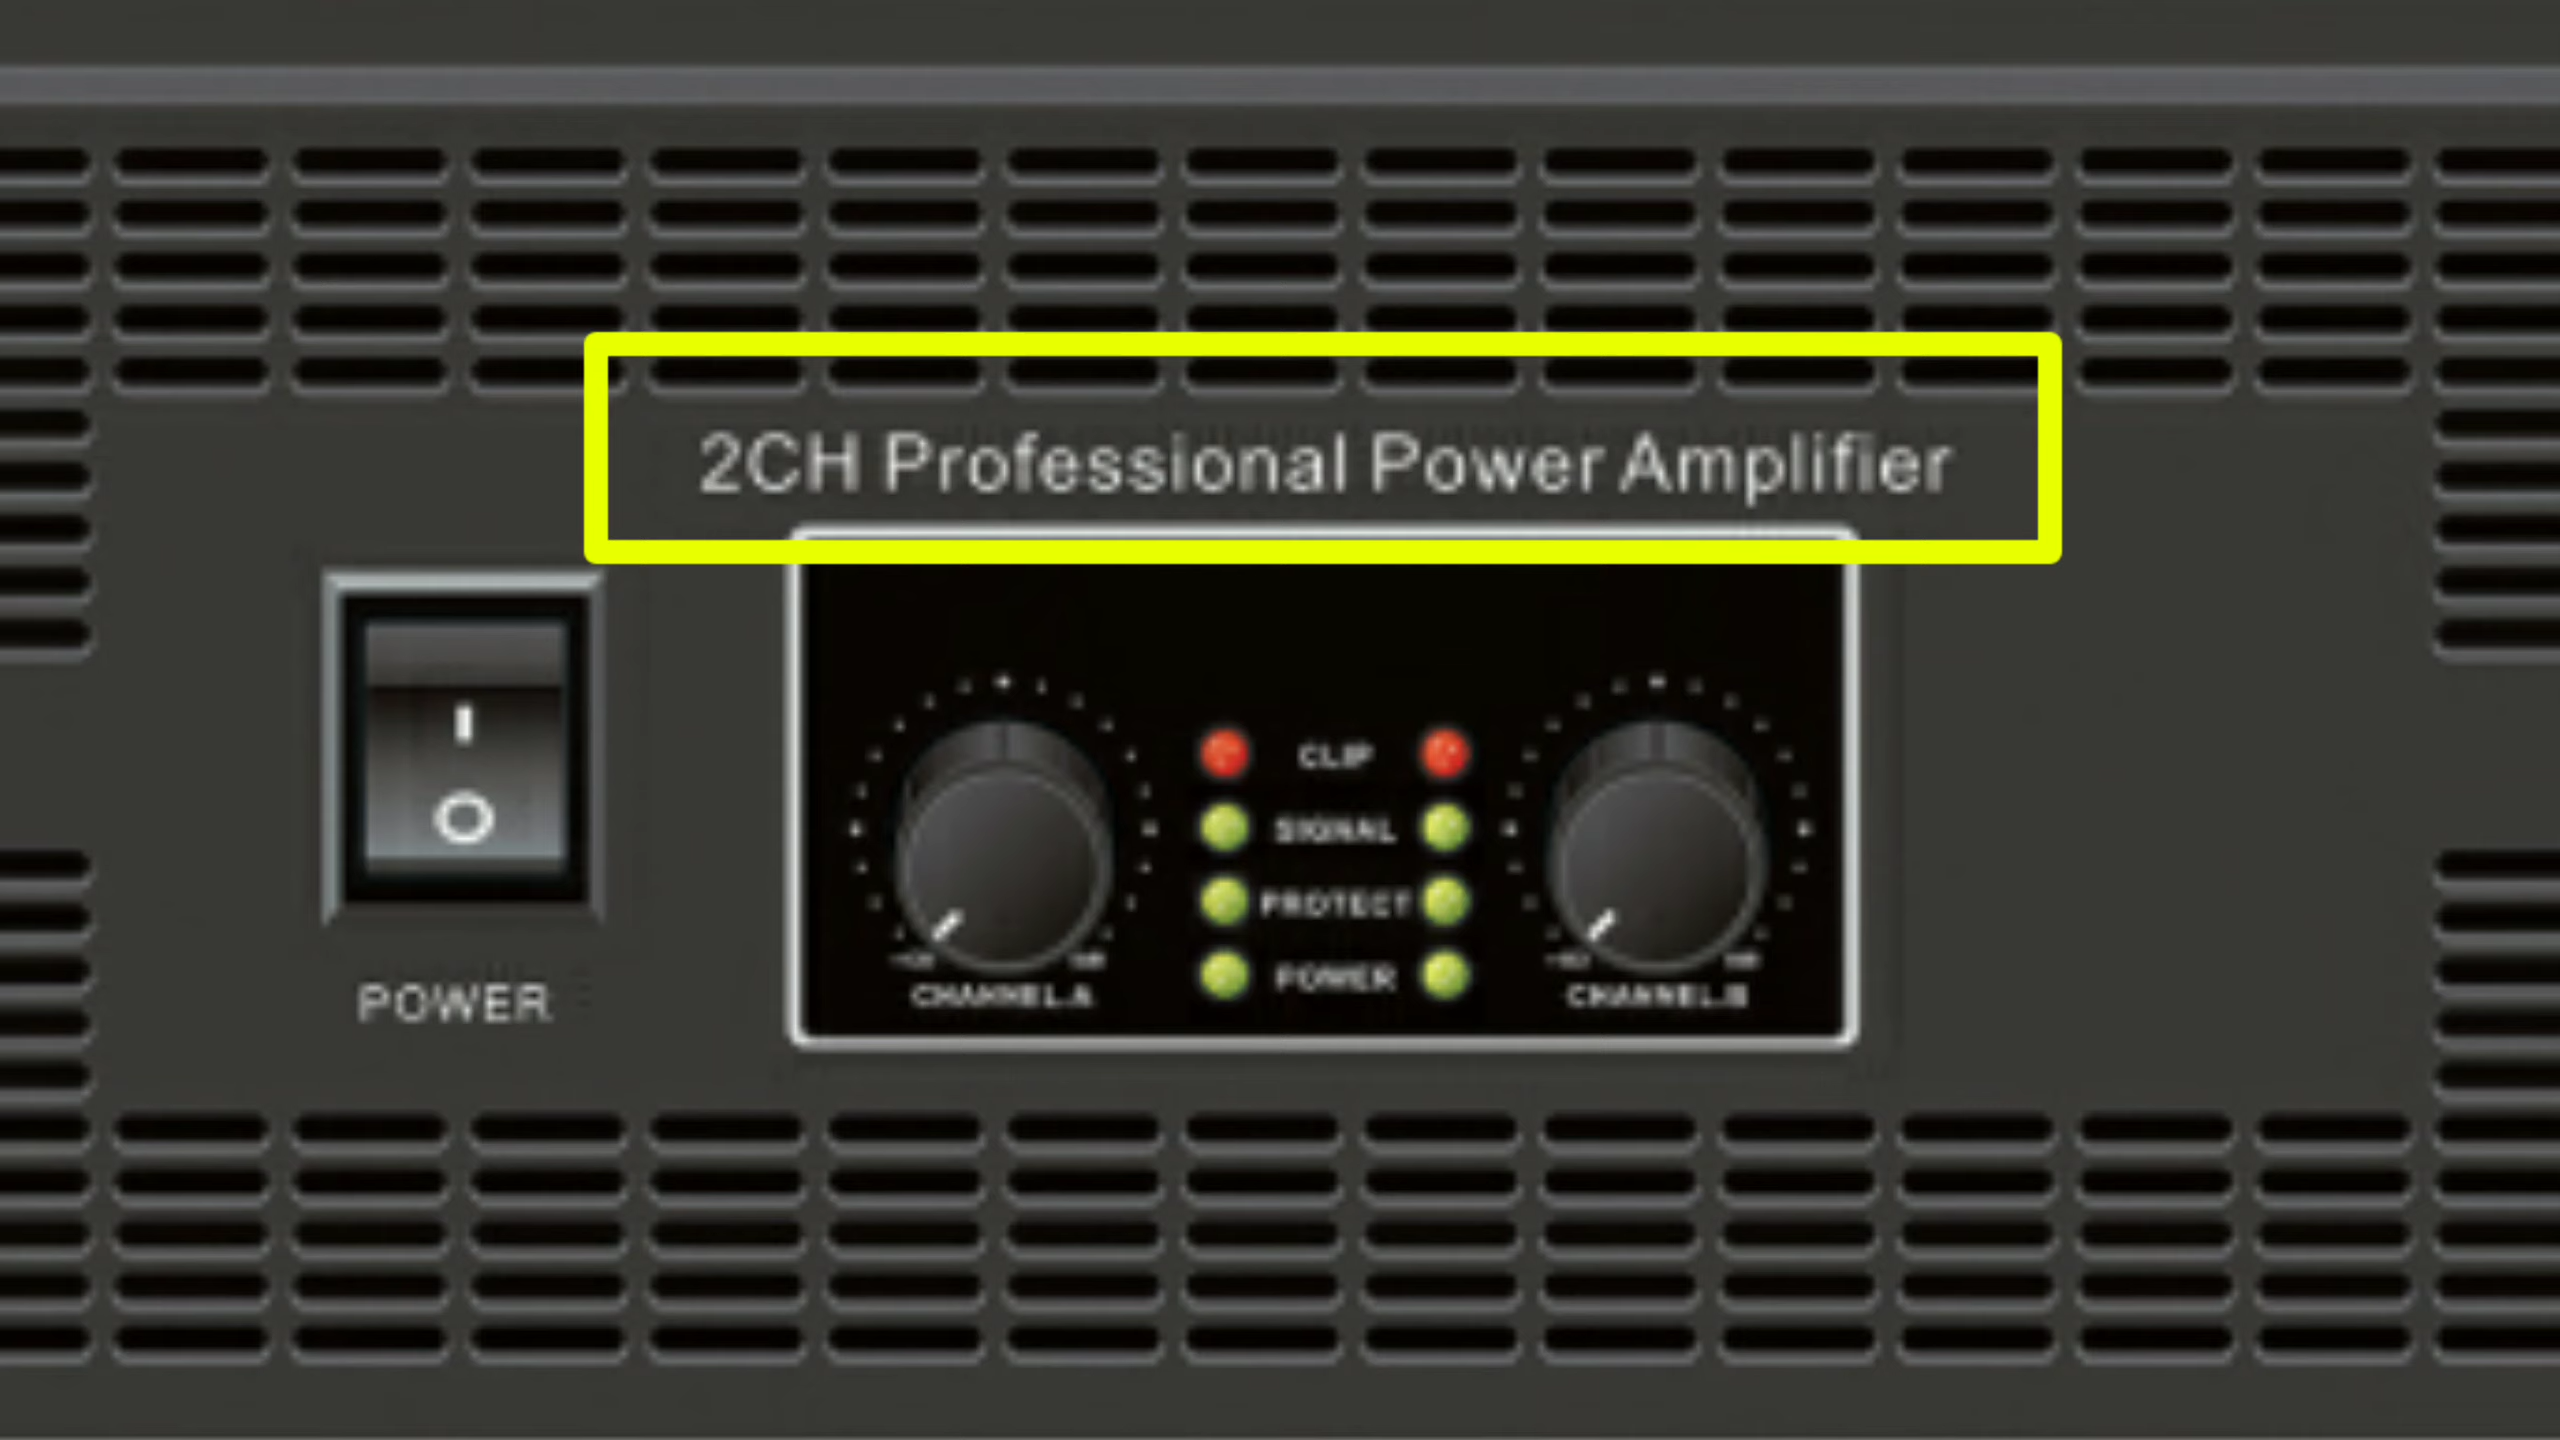 2CH Professional Power Amplifier
CLIP
SIGNAL
PROTECT
POWER
CHANNEL A
CHANNEL B
POWER